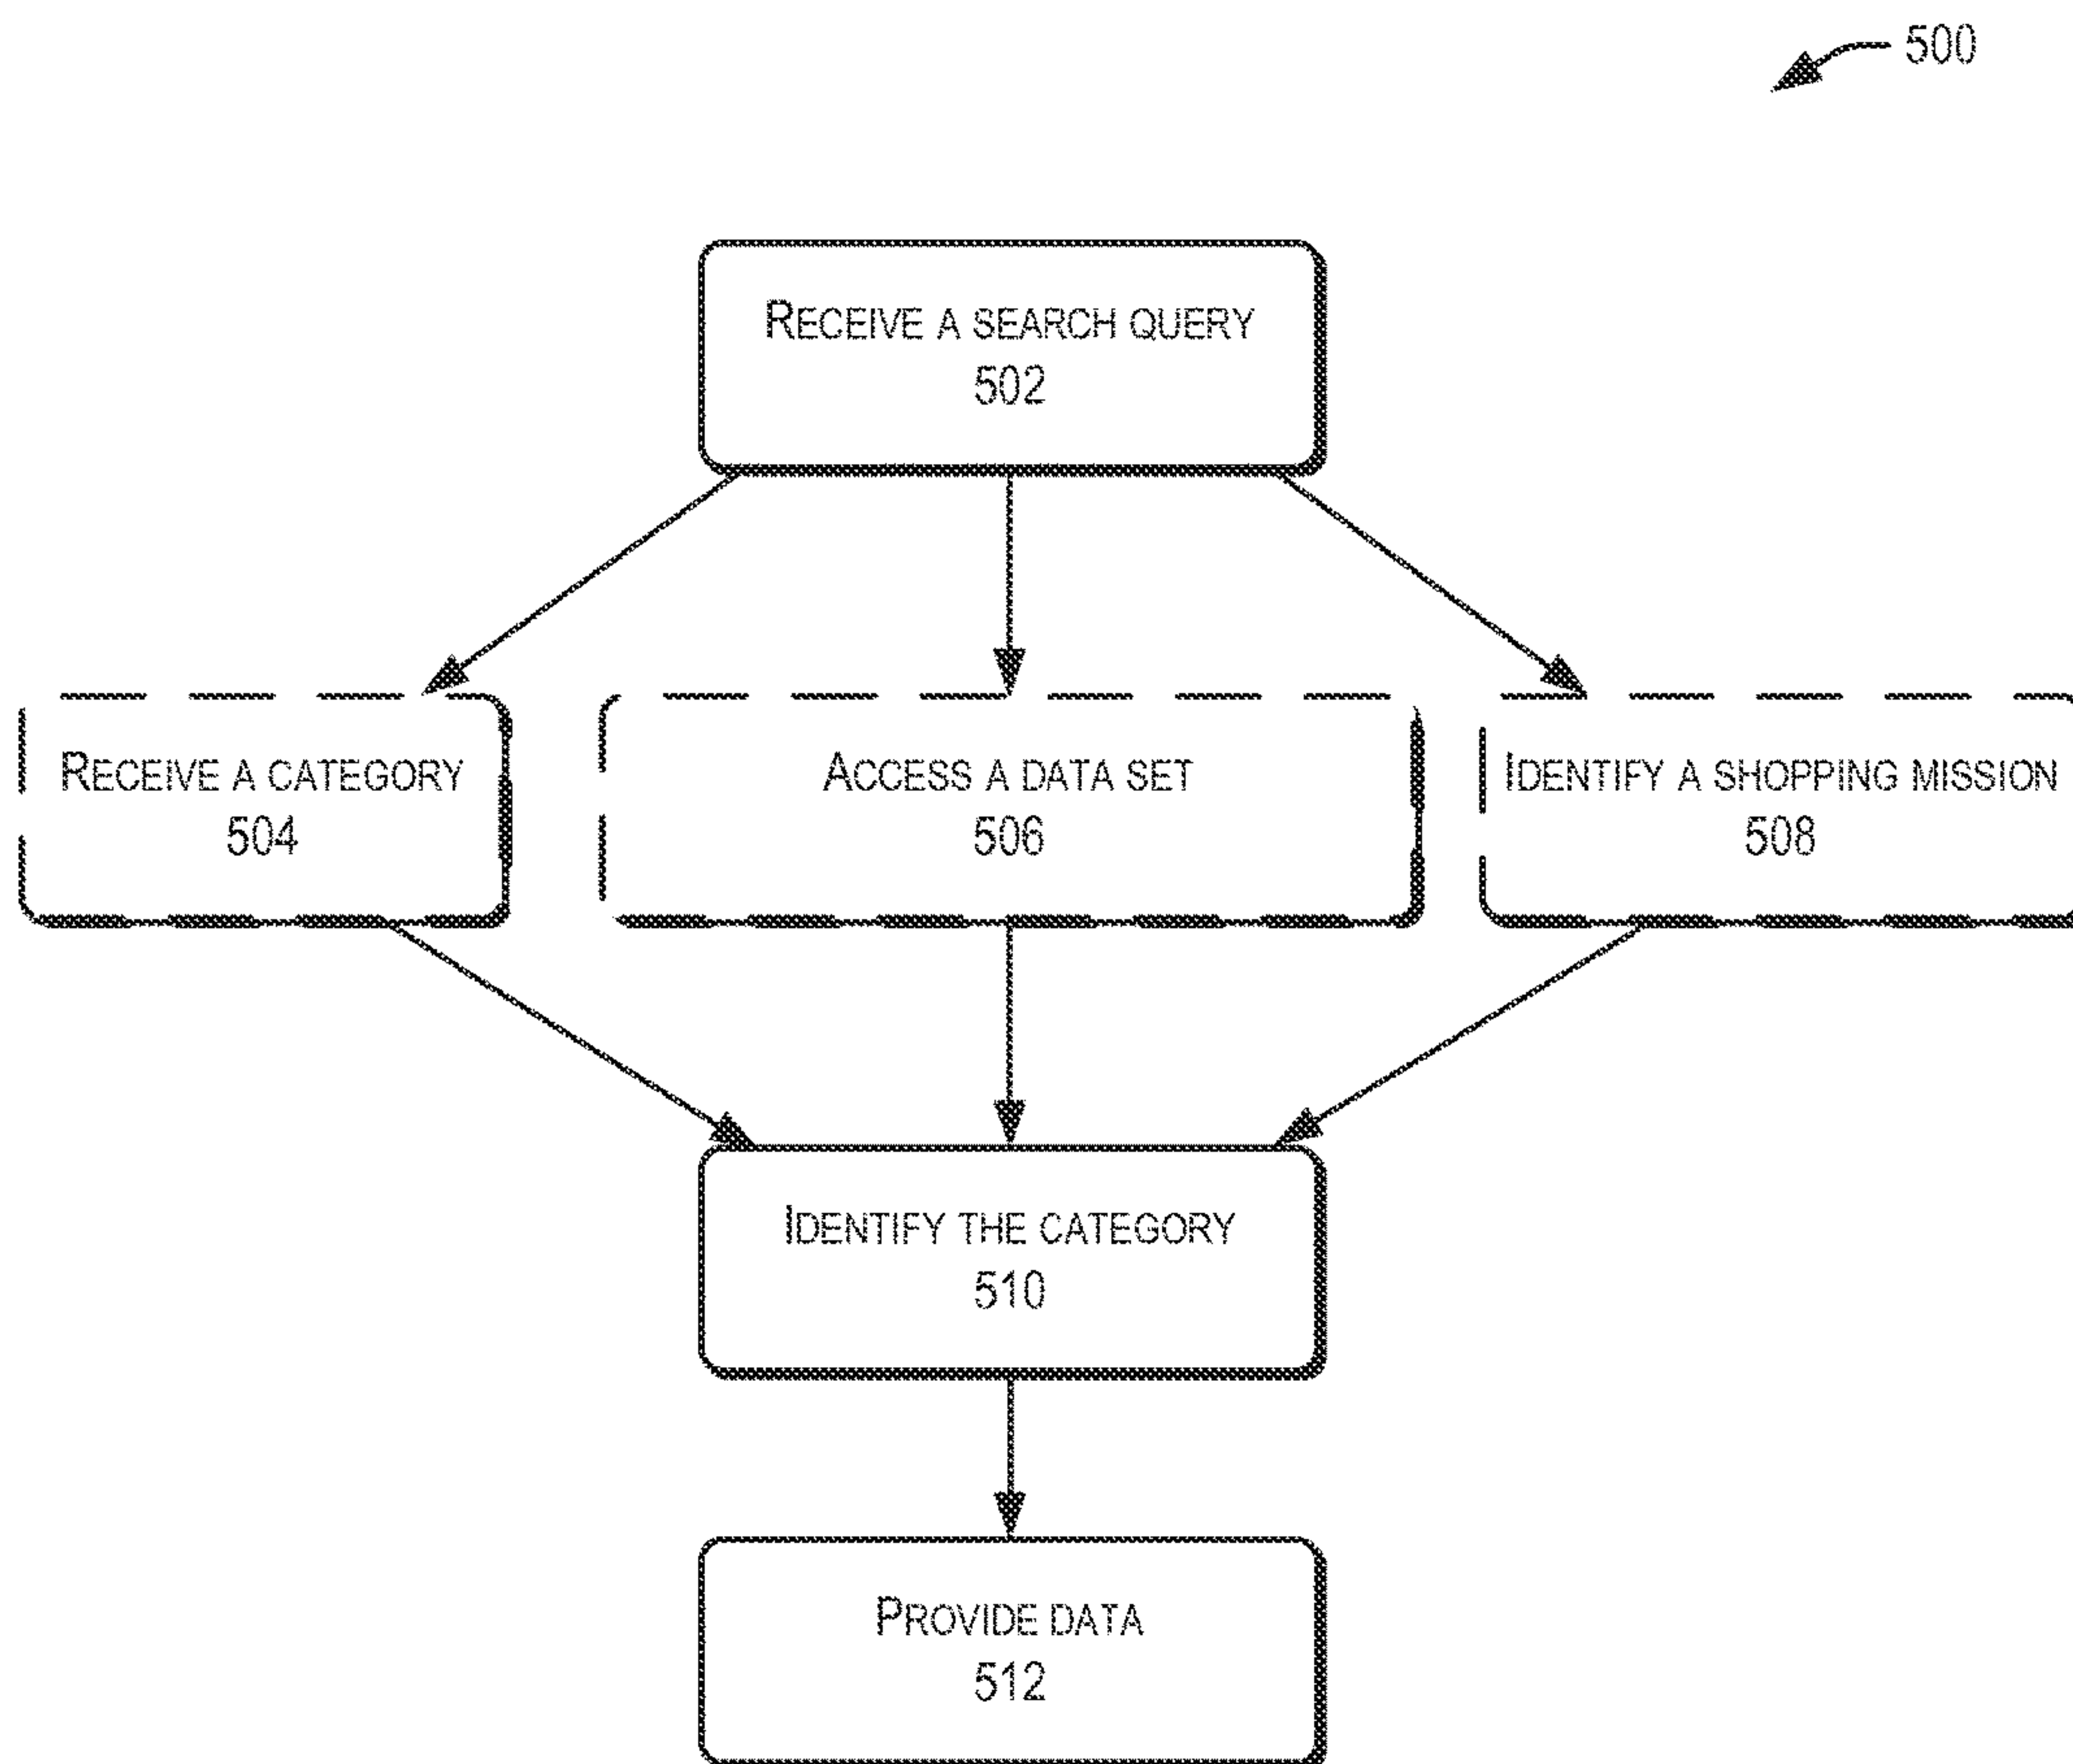 500
RECEIVE A SEARCH QUERY
502
RECEIVE A CATEGORY
504
ACCESS A DATA SET
506
IDENTIFY A SHOPPING MISSION
508
IDENTIFY THE CATEGORY
510
PROVIDE DATA
512